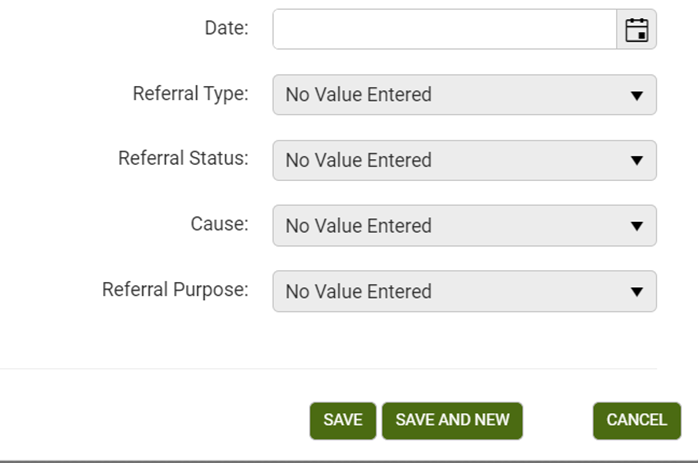 Date:
Referral Type: No Value Entered
Referral Status: No Value Entered
Cause: No Value Entered
Referral Purpose: No Value Entered
SAVE SAVE AND NEW CANCEL